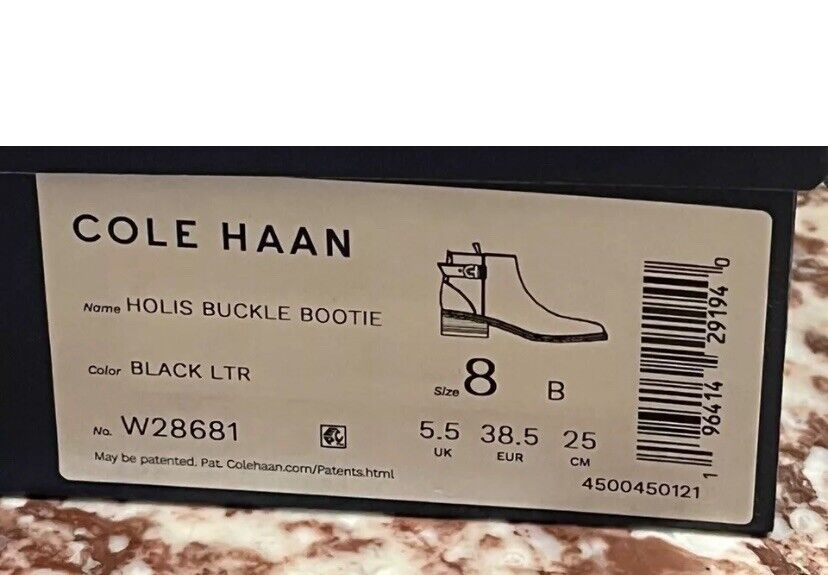 COLE HAAN
Name HOLIS BUCKLE BOOTIE
Color BLACK LTR
No. W28681
May be patented. Pat. Colehaan.com/Patents.html
Size 8 B
5.5 38.5 25
UK EUR CM
4500450121
1 96414 29194 0